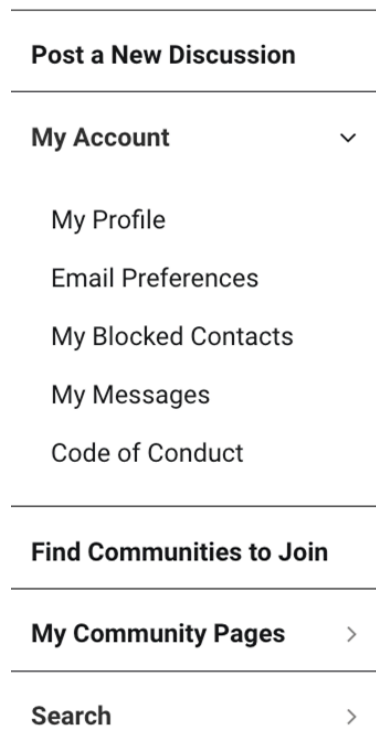 Post a New Discussion
My Account
My Profile
Email Preferences
My Blocked Contacts
My Messages
Code of Conduct
Find Communities to Join
My Community Pages
Search